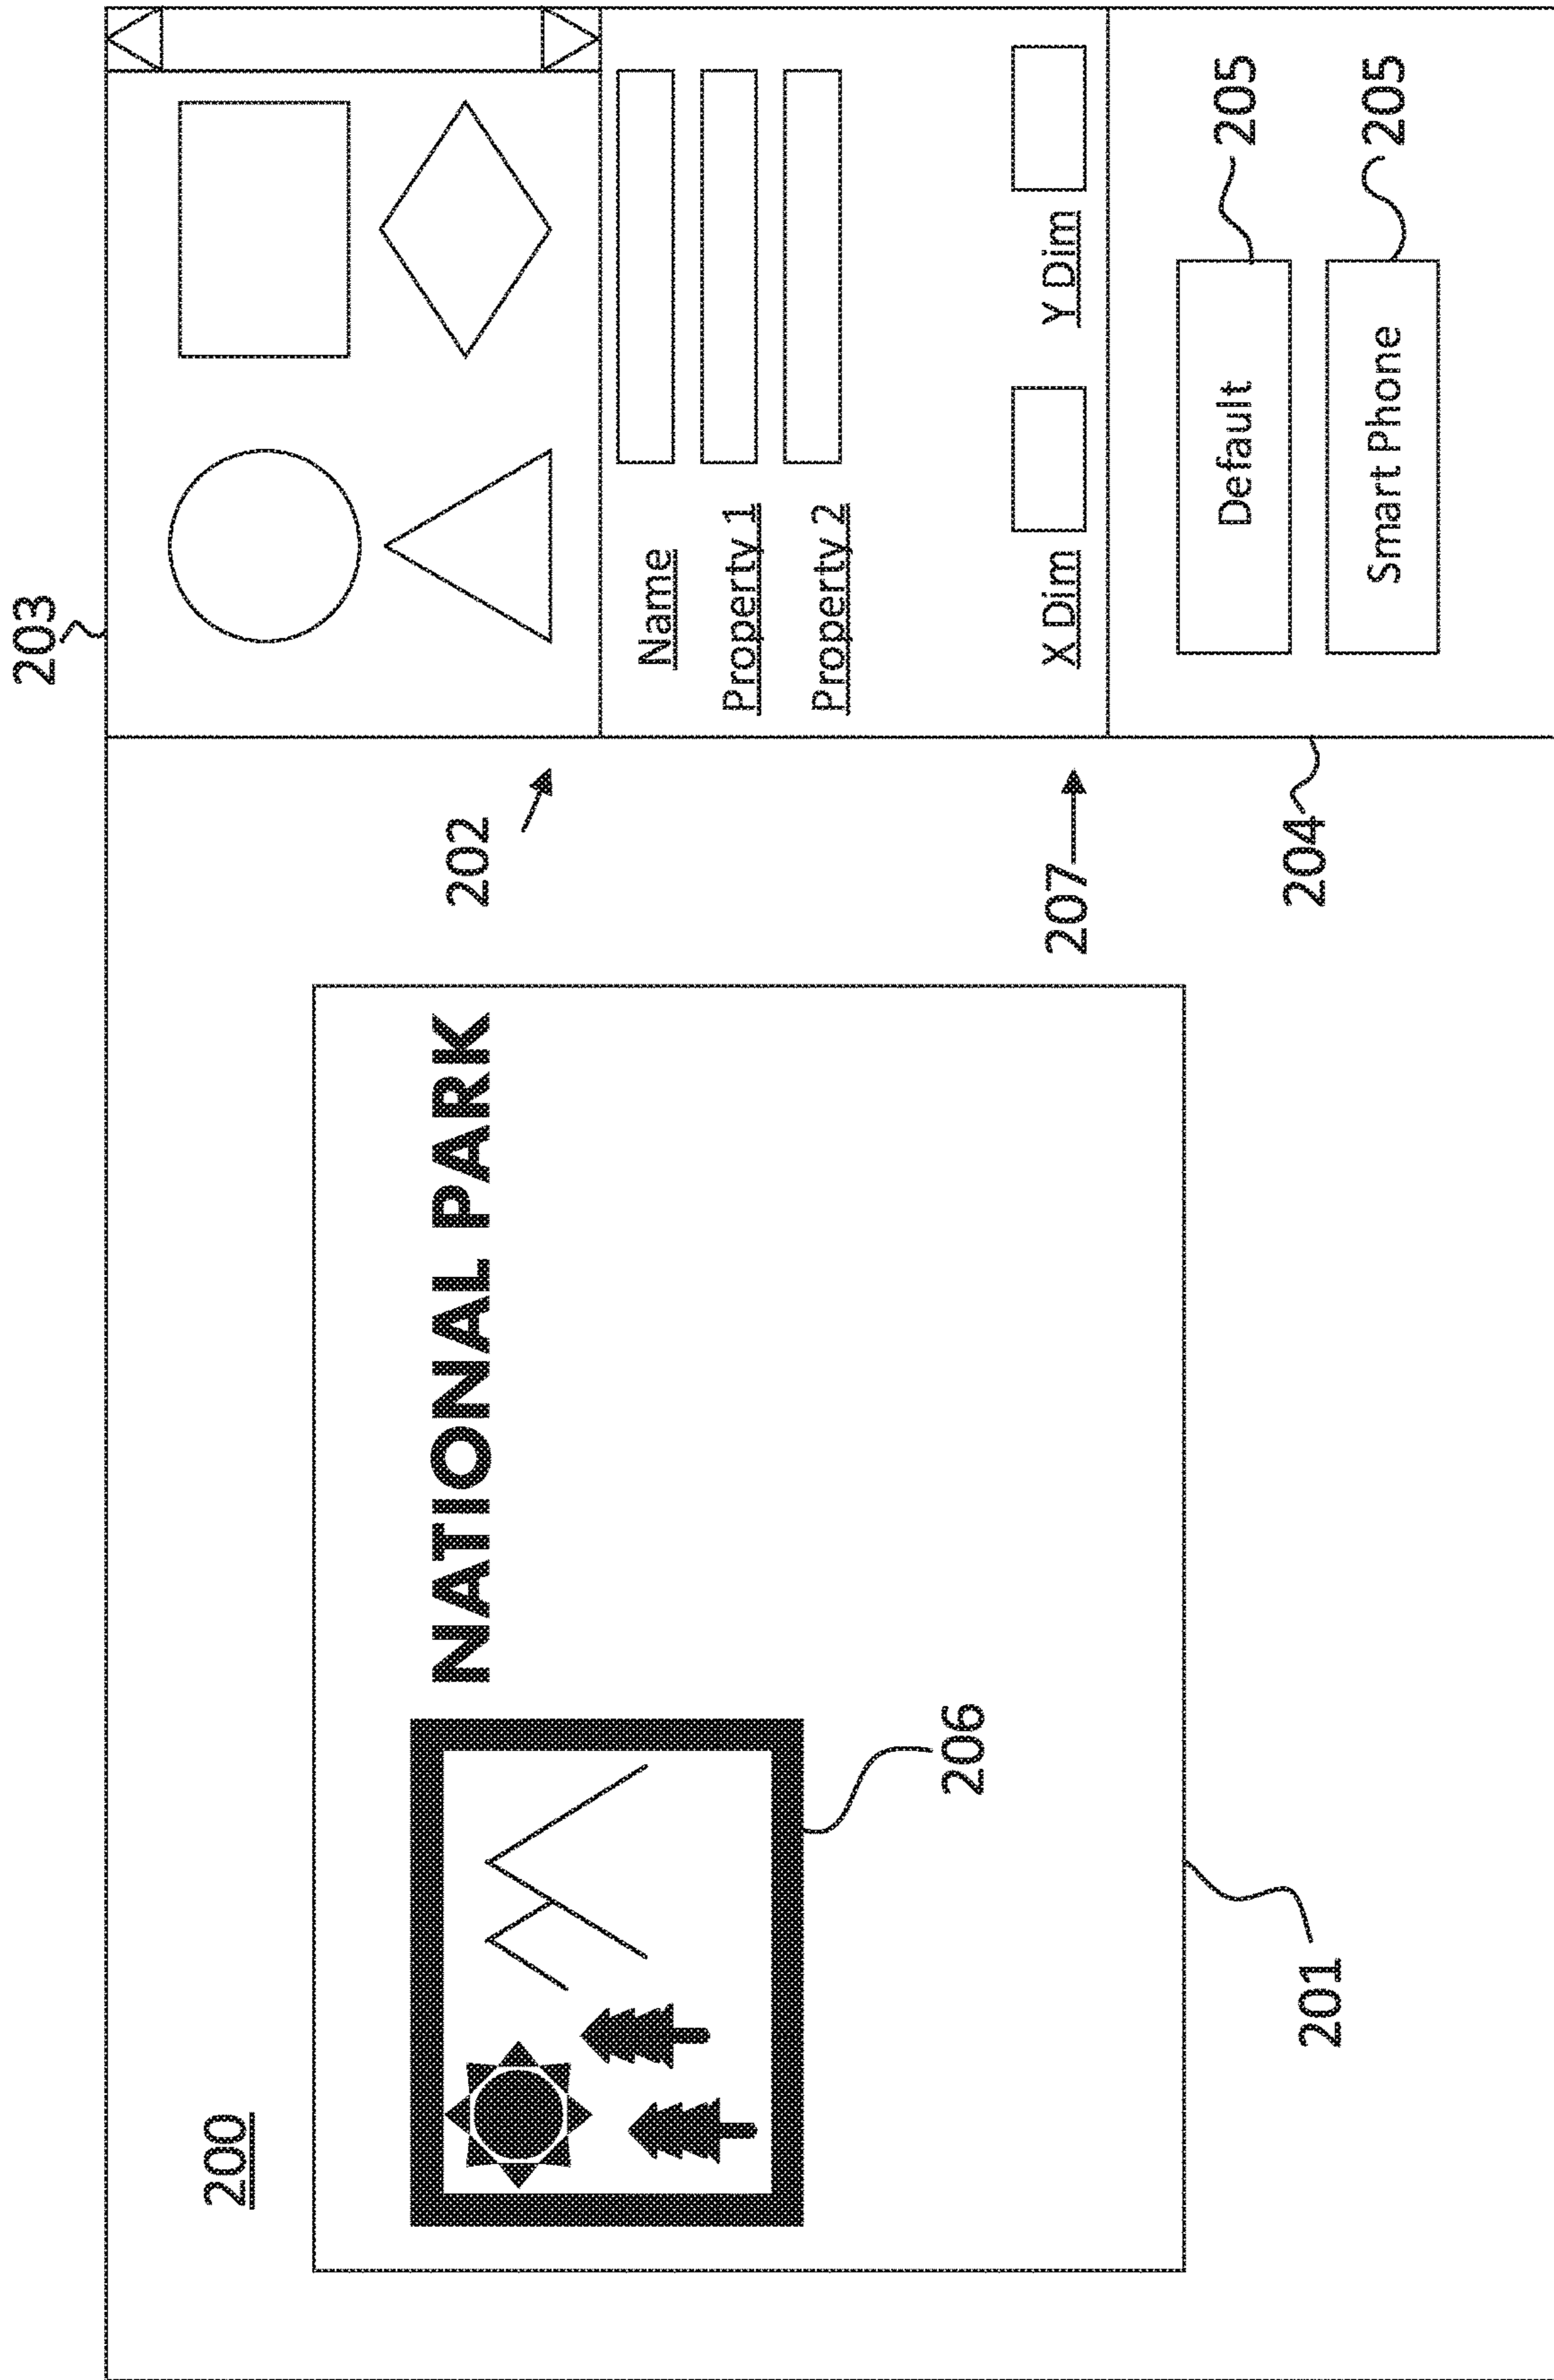 200
203
NATIONAL PARK
202
Name
Property 1
Property 2
206
207
X Dim
Y Dim
201
204
Default
205
Smart Phone
205